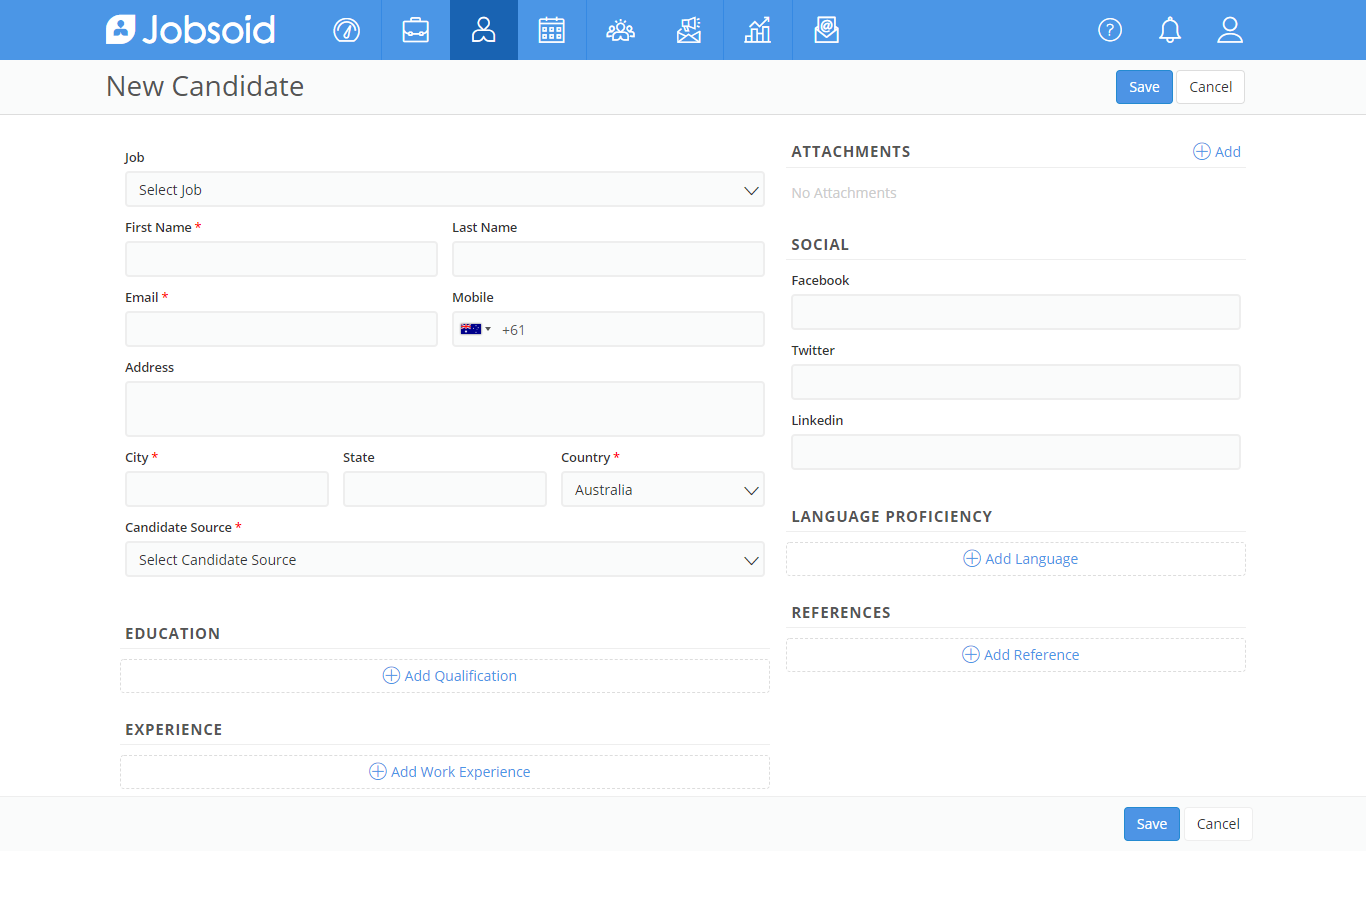 Jobsoid
?
@
New Candidate
Save Cancel
Job
Select Job
First Name * Last Name
Email * Mobile
+61
Address
City * State Country *
Australia
Candidate Source *
Select Candidate Source
EDUCATION
Add Qualification
EXPERIENCE
Add Work Experience
ATTACHMENTS Add
No Attachments
SOCIAL
Facebook
Twitter
Linkedin
LANGUAGE PROFICIENCY
Add Language
REFERENCES
Add Reference
Save Cancel